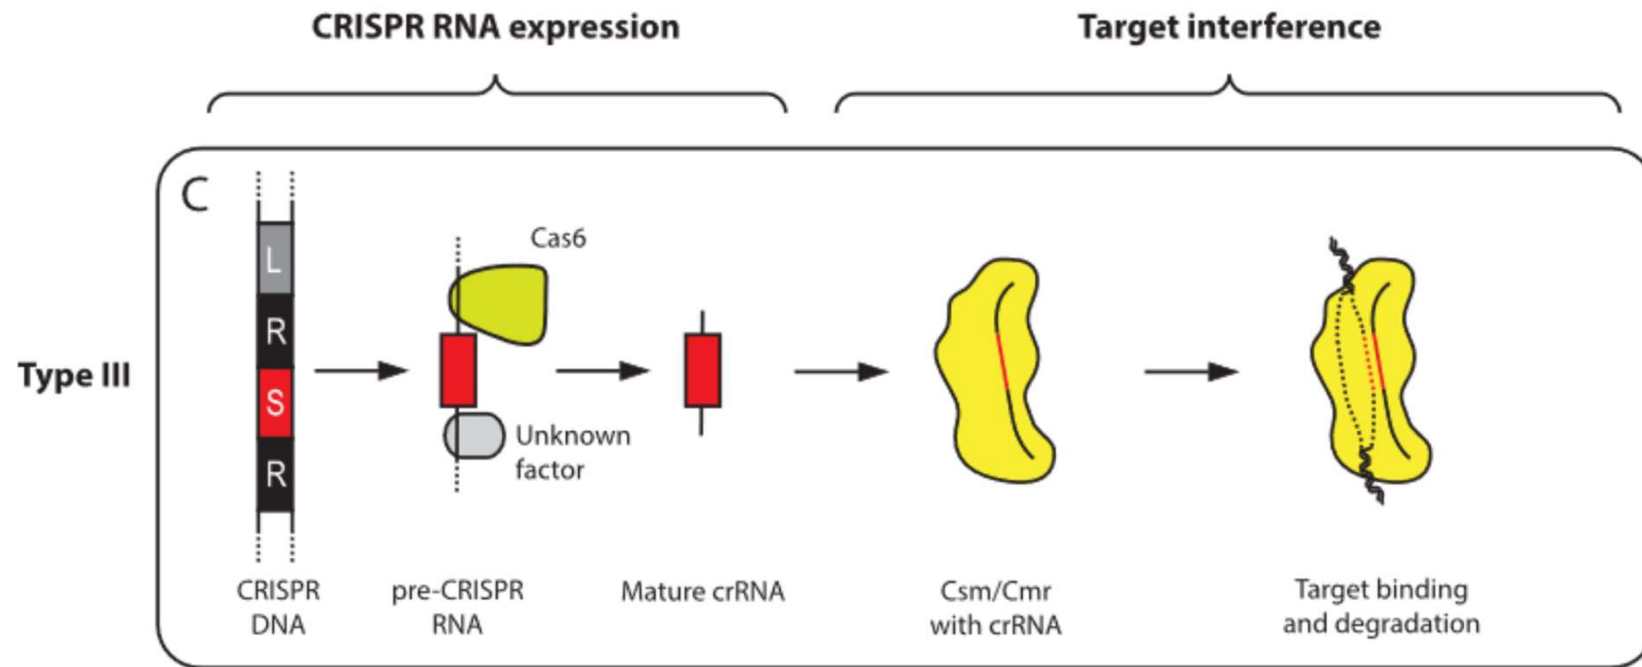 CRISPR RNA expression
Target interference
C
Type III
L
R
S
R
Cas6
Unknown
factor
CRISPR
DNA
pre-CRISPR
RNA
Mature crRNA
Csm/Cmr
with crRNA
Target binding
and degradation